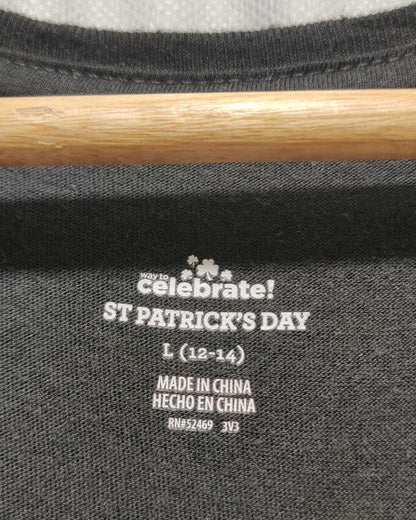 way to
celebrate!
ST PATRICK'S DAY
L (12-14)
MADE IN CHINA
HECHO EN CHINA
RN#52469 3V3